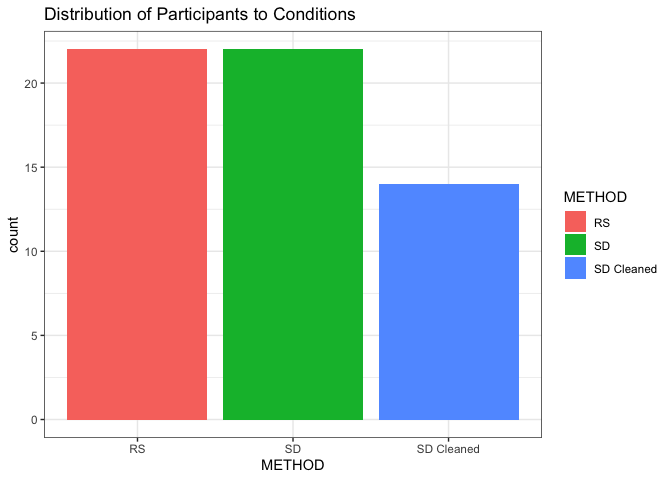 Distribution of Participants to Conditions
20
15
10
5
0
count
RS
SD
SD Cleaned
METHOD
METHOD
RS
SD
SD Cleaned